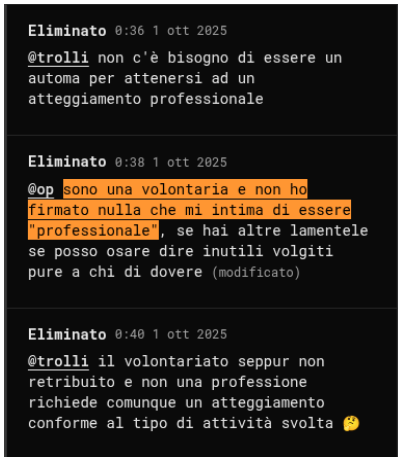 Eliminato 0:36 1 ott 2025
@trolli non c'è bisogno di essere un
automa per attenersi ad un
atteggiamento professionale
Eliminato 0:38 1 ott 2025
@op sono una volontaria e non ho
firmato nulla che mi intima di essere
"professionale", se hai altre lamentele
se posso osare dire inutili volgiti
pure a chi di dovere (modificato)
Eliminato 0:40 1 ott 2025
@trolli il volontariato seppur non
retribuito e non una professione
richiede comunque un atteggiamento
conforme al tipo di attività svolta 🤔